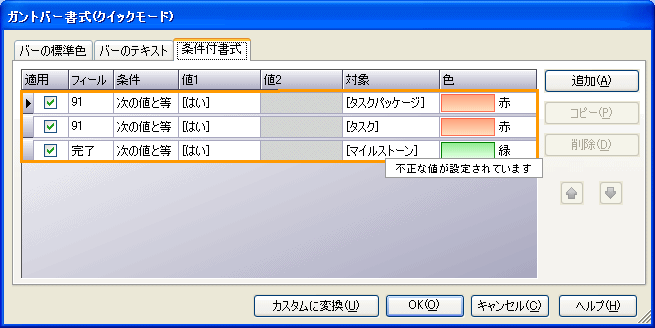 ガントバー書式(クイックモード)
バーの標準色 バーのテキスト 条件付書式
適用 フィール 条件 値1 値2 対象 色
91 次の値と等 [はい] [タスクパッケージ] 赤
91 次の値と等 [はい] [タスク] 赤
完了 次の値と等 [はい] [マイルストーン] 緑
不正な値が設定されています
追加(A)
コピー(P)
削除(D)
カスタムに変換(U) OK(O) キャンセル(C) ヘルプ(H)